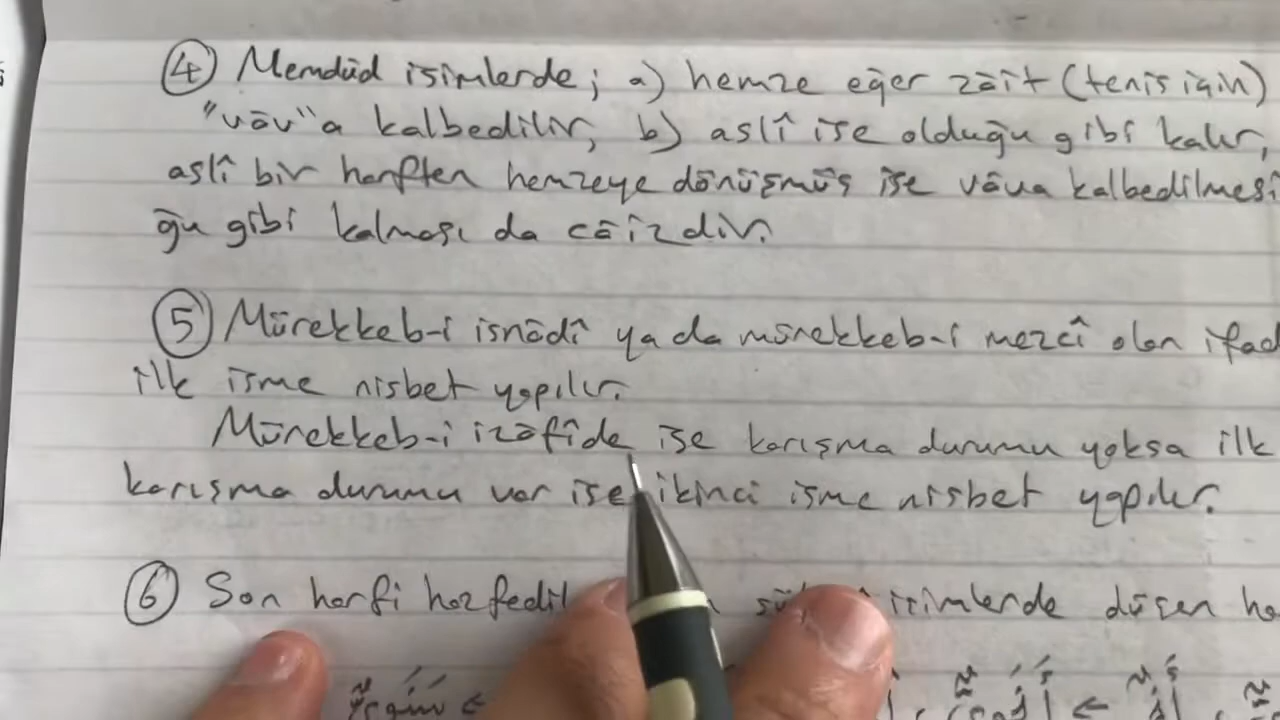 ④ Memdûd isimlerde; a) hemze eğer zâit (tenis için)
"vâv"a kalbedilir, b) aslî ise olduğu gibi kalır,
aslî bir harften hemzeye dönüşmüş ise vâva kalbedilmesi
ğu gibi kalması da câizdir.
⑤ Mürekkeb-i isnâdî ya da mürekkeb-i mezcî olan ifad
ilk isme nisbet yapılır.
Mürekkeb-i izâfîde ise karışma durumu yoksa ilk
karışma durumu var ise ikinci isme nisbet yapılır.
⑥ Son harfi hazfedil isimlerde düşen ha